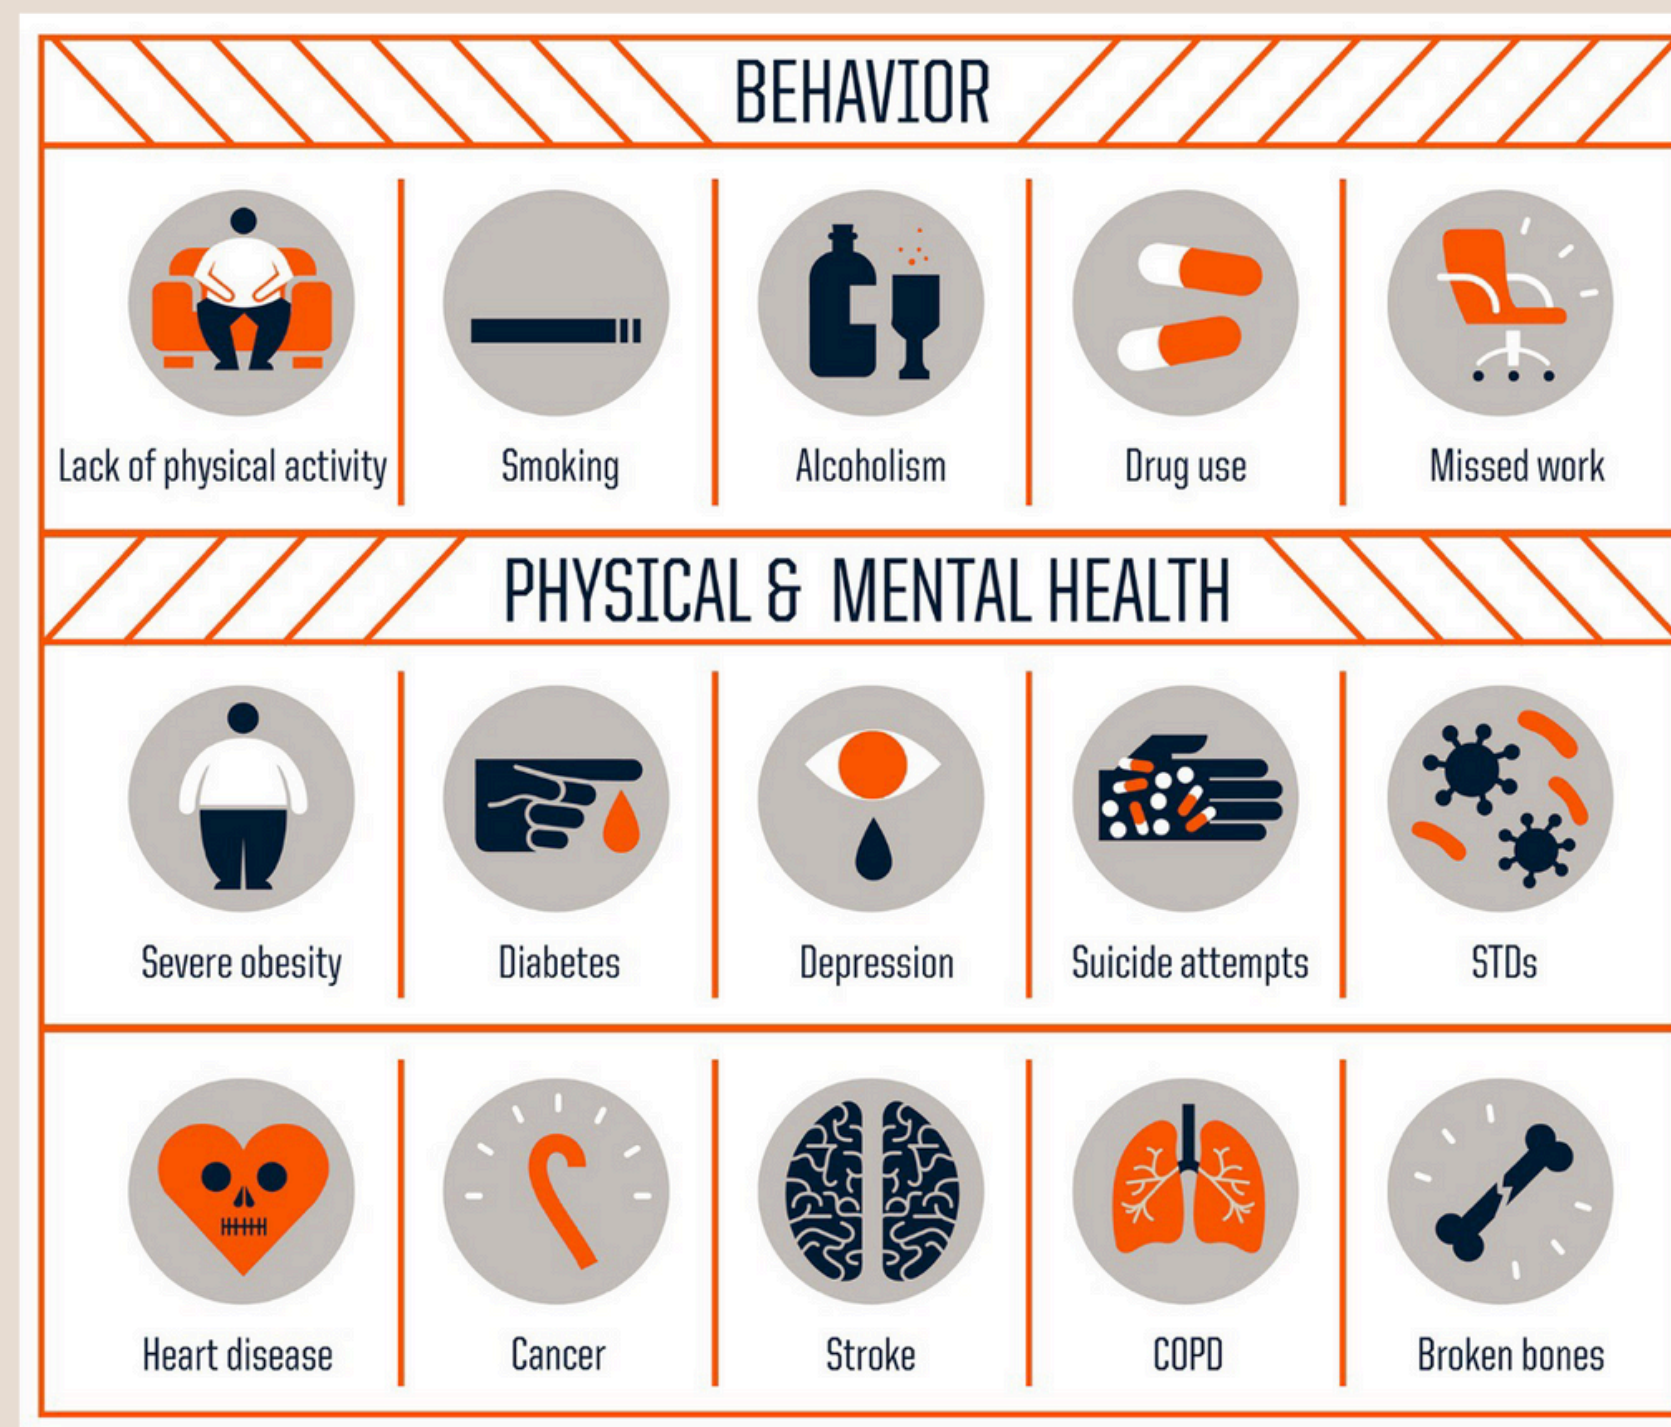 BEHAVIOR
Lack of physical activity
Smoking
Alcoholism
Drug use
Missed work
PHYSICAL & MENTAL HEALTH
Severe obesity
Diabetes
Depression
Suicide attempts
STDs
Heart disease
Cancer
Stroke
COPD
Broken bones